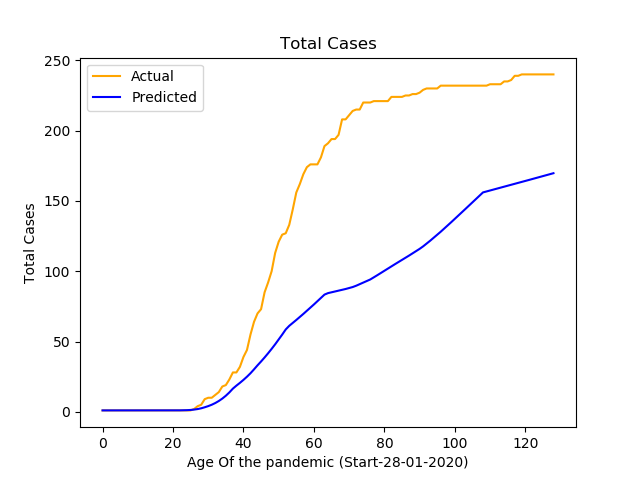 Total Cases
250
200
150
100
50
0
Total Cases
Actual
Predicted
0 20 40 60 80 100 120
Age Of the pandemic (Start-28-01-2020)